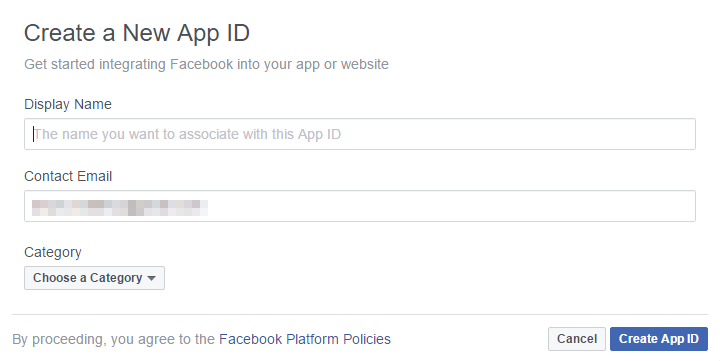 Create a New App ID
Get started integrating Facebook into your app or website
Display Name
The name you want to associate with this App ID
Contact Email
Category
Choose a Category
By proceeding, you agree to the Facebook Platform Policies
Cancel
Create App ID